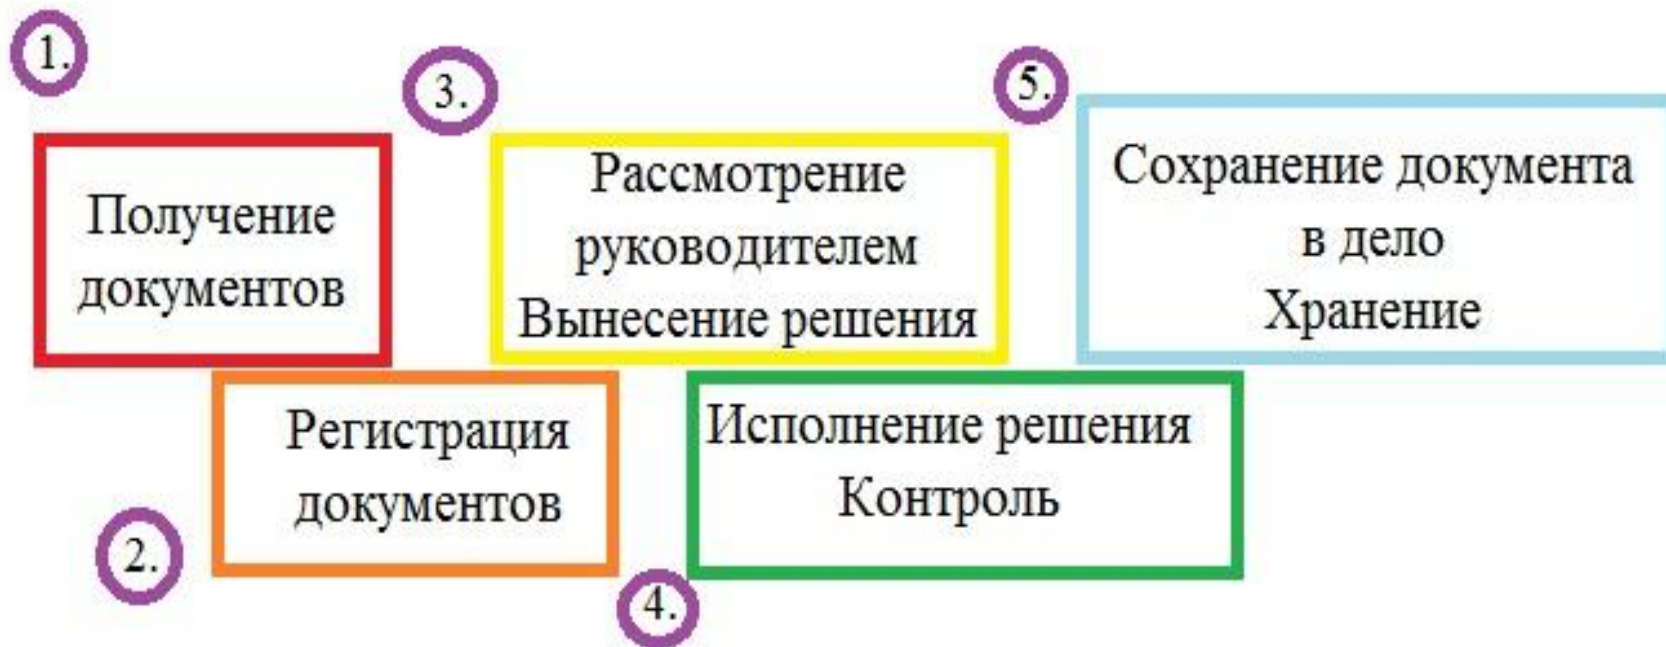 1.
Получение
документов
2.
Регистрация
документов
3.
Рассмотрение
руководителем
Вынесение решения
4.
Исполнение решения
Контроль
5.
Сохранение документа
в дело
Хранение